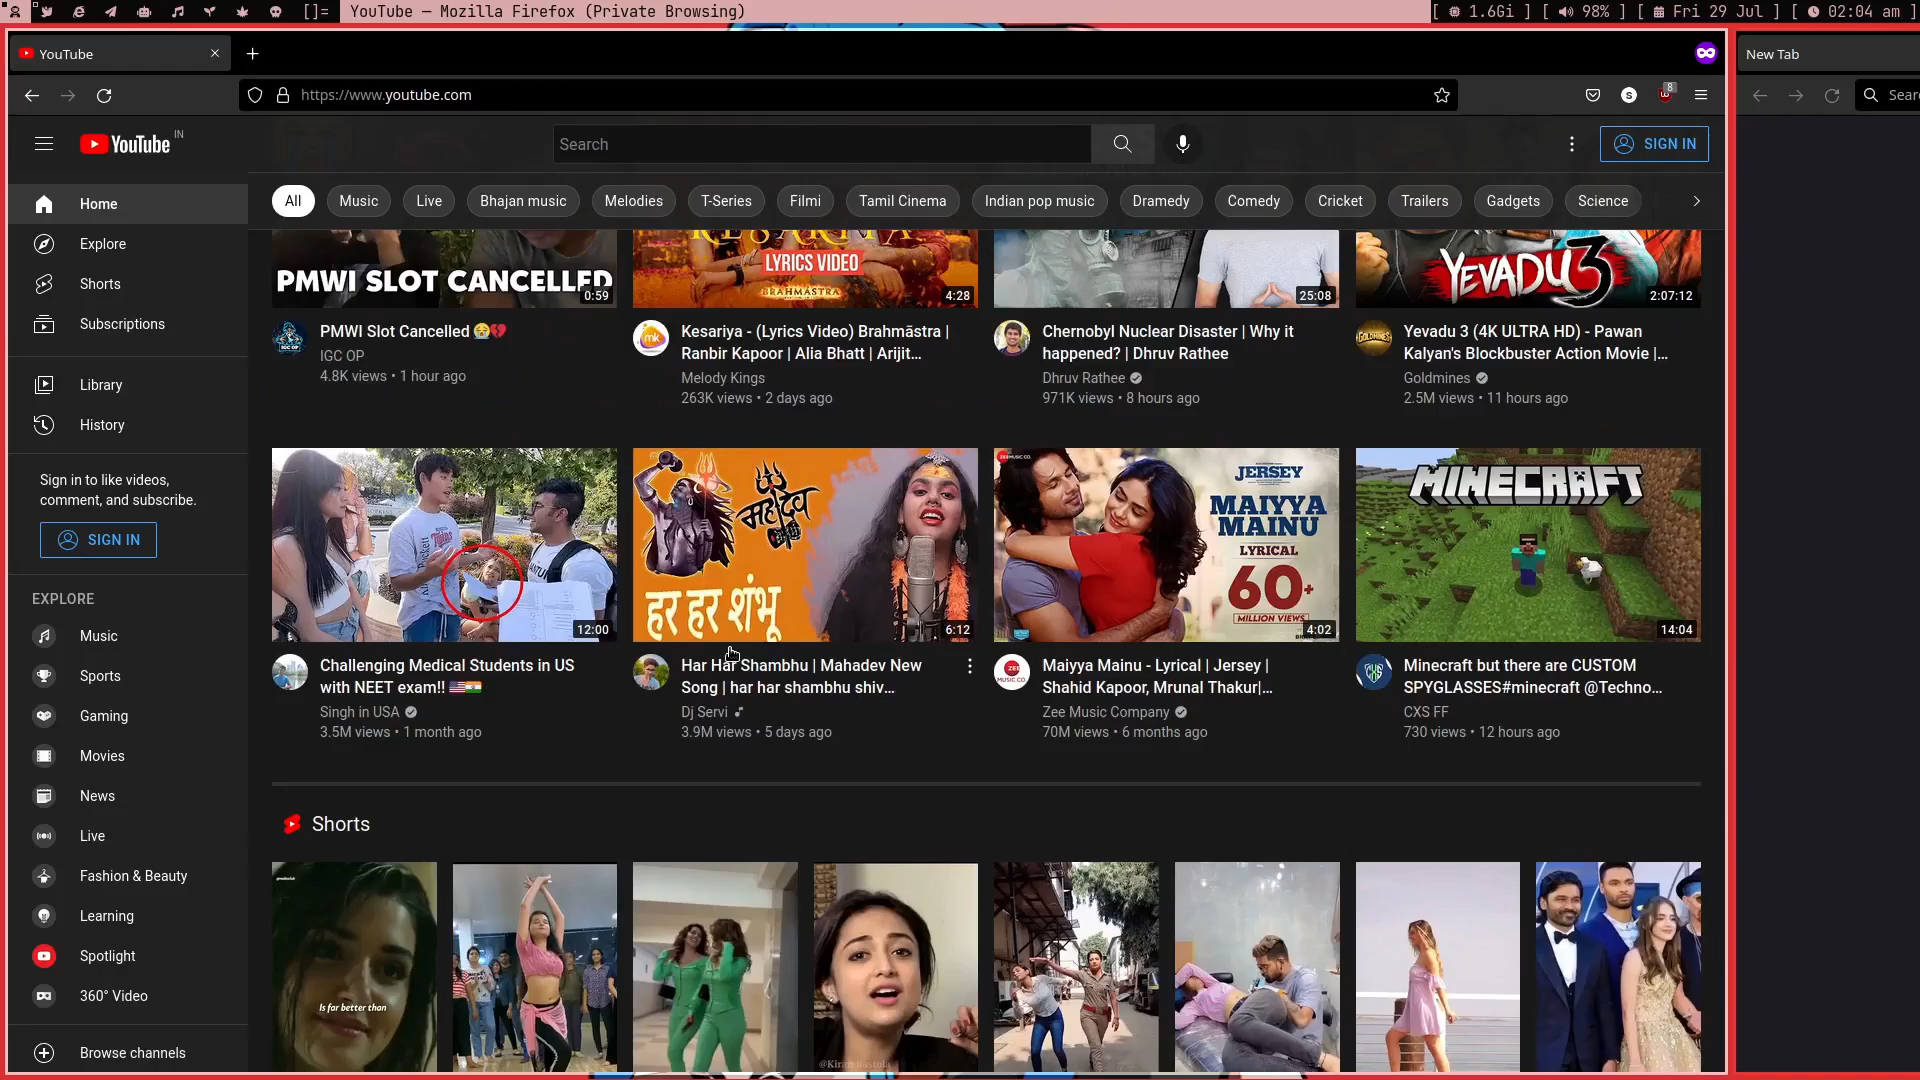 []=
YouTube — Mozilla Firefox (Private Browsing)
[ 1.6Gi ] [ 98% ] [ Fri 29 Jul ] [ 02:04 am ]
YouTube
New Tab
https://www.youtube.com
8
YouTube IN
Search
SIGN IN
All
Music
Live
Bhajan music
Melodies
T-Series
Filmi
Tamil Cinema
Indian pop music
Dramedy
Comedy
Cricket
Trailers
Gadgets
Science
Home
Explore
Shorts
Subscriptions
Library
History
Sign in to like videos,
comment, and subscribe.
SIGN IN
EXPLORE
Music
Sports
Gaming
Movies
News
Live
Fashion & Beauty
Learning
Spotlight
360° Video
Browse channels
PMWI SLOT CANCELLED
0:59
PMWI Slot Cancelled 😭💔
IGC OP
4.8K views • 1 hour ago
KESARIYA
LYRICS VIDEO
BRAHMASTRA
4:28
Kesariya - (Lyrics Video) Brahmāstra |
Ranbir Kapoor | Alia Bhatt | Arijit...
Melody Kings
263K views • 2 days ago
25:08
Chernobyl Nuclear Disaster | Why it
happened? | Dhruv Rathee
Dhruv Rathee
971K views • 8 hours ago
YEVADU 3
2:07:12
Yevadu 3 (4K ULTRA HD) - Pawan
Kalyan's Blockbuster Action Movie |...
Goldmines
2.5M views • 11 hours ago
12:00
Challenging Medical Students in US
with NEET exam!! 🇺🇸🇮🇳
Singh in USA
3.5M views • 1 month ago
महादेव
हर हर शंभू
6:12
Har Har Shambhu | Mahadev New
Song | har har shambhu shiv...
Dj Servi
3.9M views • 5 days ago
ZEE MUSIC CO.
JERSEY
MAIYYA
MAINU
LYRICAL
60+
MILLION VIEWS
4:02
Maiyya Mainu - Lyrical | Jersey |
Shahid Kapoor, Mrunal Thakur|...
Zee Music Company
70M views • 6 months ago
MINECRAFT
14:04
Minecraft but there are CUSTOM
SPYGLASSES#minecraft @Techno...
CXS FF
730 views • 12 hours ago
Shorts
Is far better than